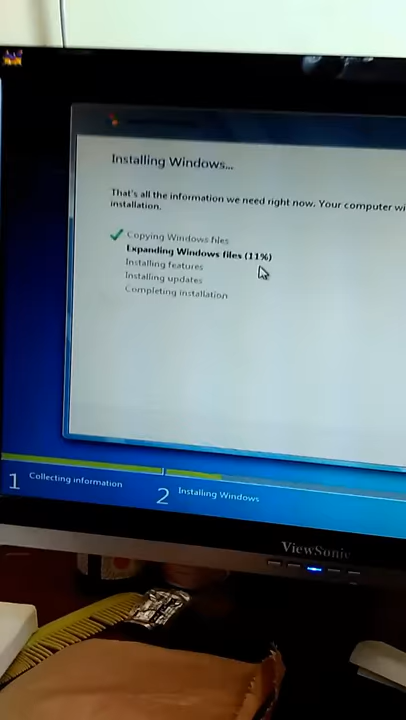 Installing Windows...
That's all the information we need right now. Your computer wi
installation.
Copying Windows files
Expanding Windows files (11%)
Installing features
Installing updates
Completing installation
1 Collecting information
2 Installing Windows
ViewSonic